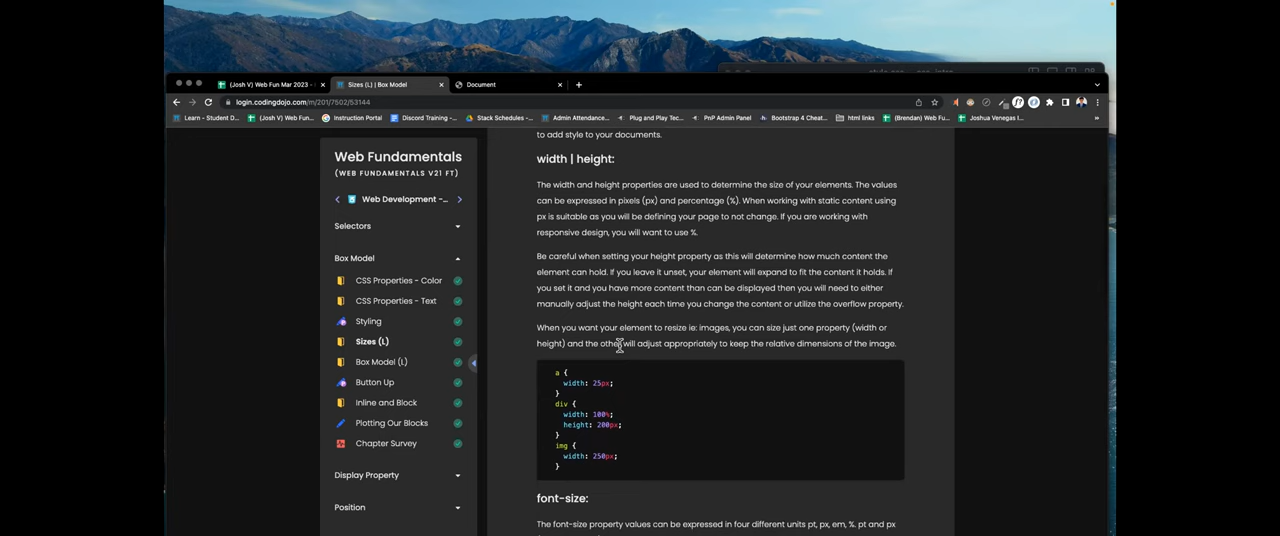 style.css — css_intro
(Josh V) Web Fun Mar 2023 -
Sizes (L) | Box Model
Document
login.codingdojo.com/m/201/7502/53144
Learn - Student D...
(Josh V) Web Fun...
Instruction Portal
Discord Training -...
Stack Schedules -...
Admin Attendance...
Plug and Play Tec...
PnP Admin Panel
Bootstrap 4 Cheat...
html links
(Brendan) Web Fu...
Joshua Venegas I...
»
to add style to your documents.
Web Fundamentals
(WEB FUNDAMENTALS V21 FT)
Web Development -...
Selectors
Box Model
CSS Properties - Color
CSS Properties - Text
Styling
Sizes (L)
Box Model (L)
Button Up
Inline and Block
Plotting Our Blocks
Chapter Survey
Display Property
Position
width | height:
The width and height properties are used to determine the size of your elements. The values
can be expressed in pixels (px) and percentage (%). When working with static content using
px is suitable as you will be defining your page to not change. If you are working with
responsive design, you will want to use %.
Be careful when setting your height property as this will determine how much content the
element can hold. If you leave it unset, your element will expand to fit the content it holds. If
you set it and you have more content than can be displayed then you will need to either
manually adjust the height each time you change the content or utilize the overflow property.
When you want your element to resize ie: images, you can size just one property (width or
height) and the other will adjust appropriately to keep the relative dimensions of the image.
a {
width: 25px;
}
div {
width: 100%;
height: 200px;
}
img {
width: 250px;
}
font-size:
The font-size property values can be expressed in four different units pt, px, em, %. pt and px